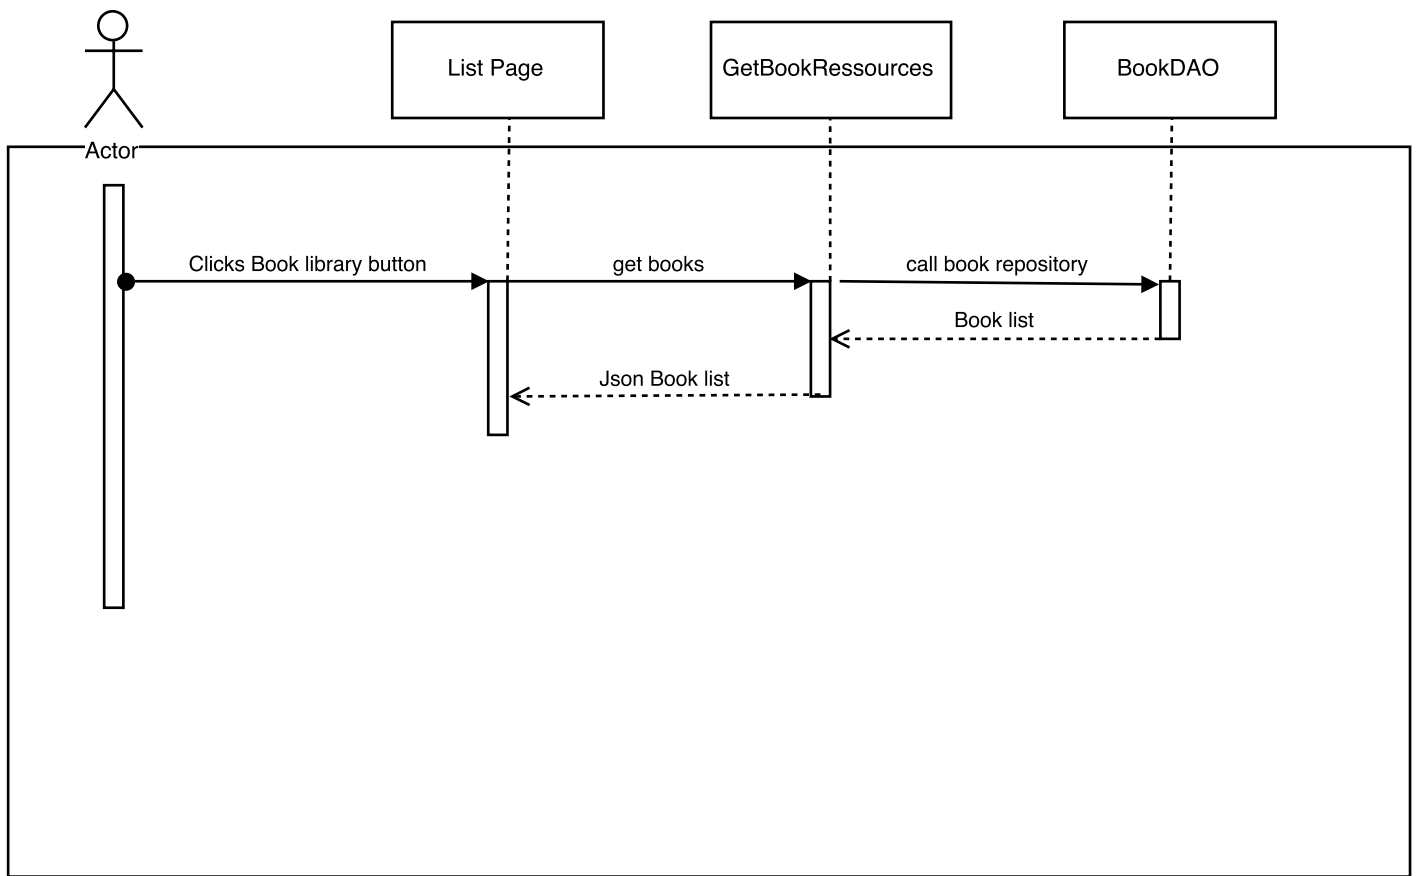 List Page
GetBookRessources
BookDAO
Actor
Clicks Book library button
get books
call book repository
Book list
Json Book list